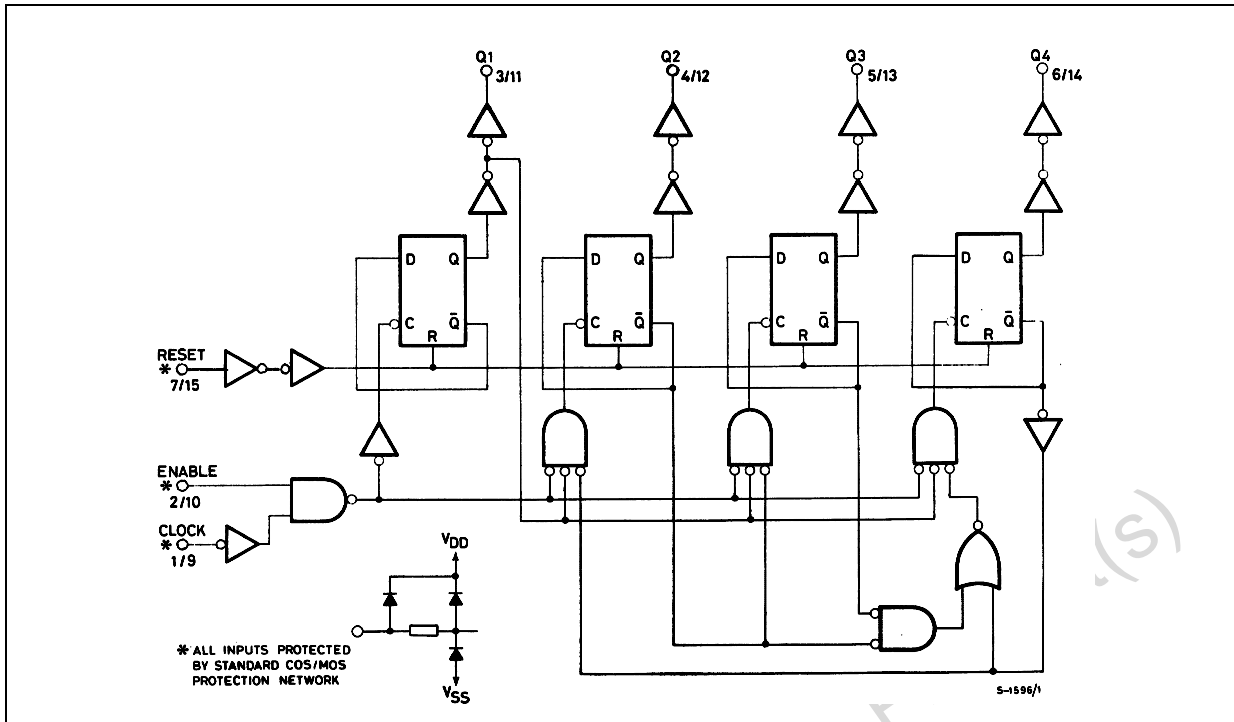 Q1
3/11
Q2
4/12
Q3
5/13
Q4
6/14
D Q
C Q̅
R
D Q
C Q̅
R
D Q
C Q̅
R
D Q
C Q̅
R
RESET
* 7/15
ENABLE
* 2/10
CLOCK
* 1/9
VDD
VSS
* ALL INPUTS PROTECTED
BY STANDARD COS/MOS
PROTECTION NETWORK
S-1596/1
(s)